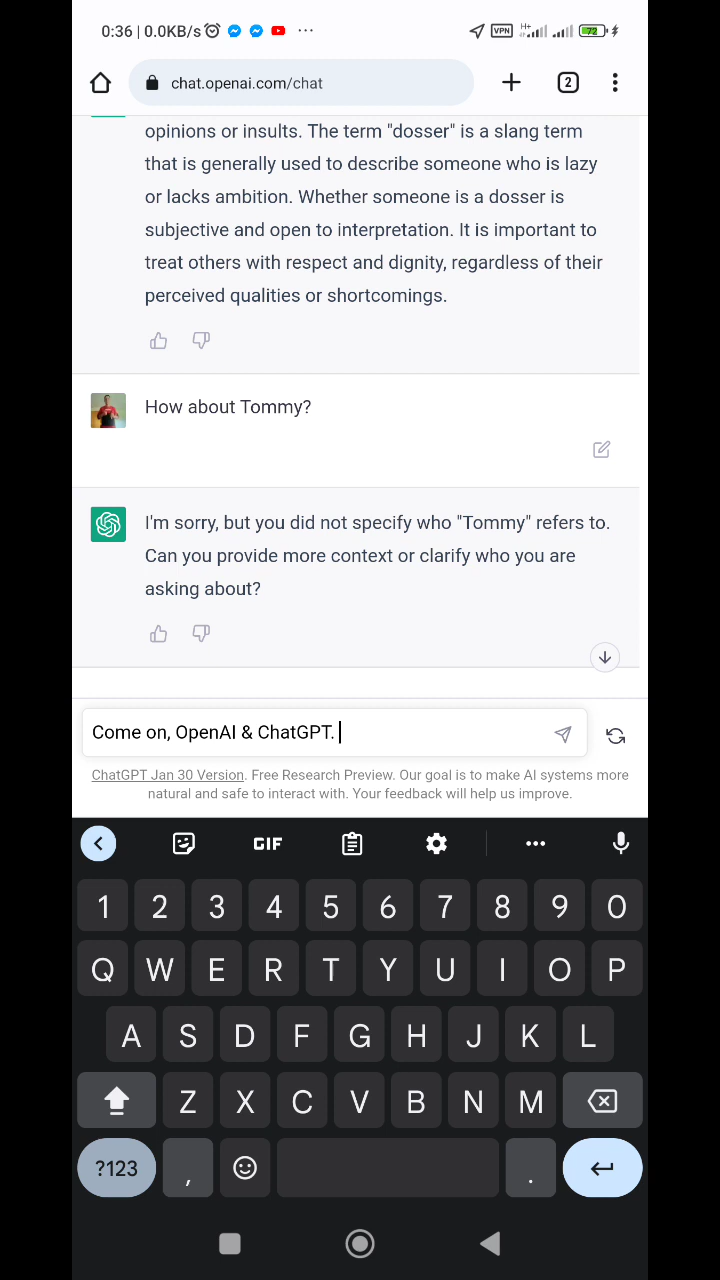 0:36 | 0.0KB/s ... VPN H+ 72
chat.openai.com/chat 2
opinions or insults. The term "dosser" is a slang term
that is generally used to describe someone who is lazy
or lacks ambition. Whether someone is a dosser is
subjective and open to interpretation. It is important to
treat others with respect and dignity, regardless of their
perceived qualities or shortcomings.
How about Tommy?
I'm sorry, but you did not specify who "Tommy" refers to.
Can you provide more context or clarify who you are
asking about?
Come on, OpenAI & ChatGPT.
ChatGPT Jan 30 Version. Free Research Preview. Our goal is to make AI systems more
natural and safe to interact with. Your feedback will help us improve.
GIF
1 2 3 4 5 6 7 8 9 0
Q W E R T Y U I O P
A S D F G H J K L
Z X C V B N M
?123 , .